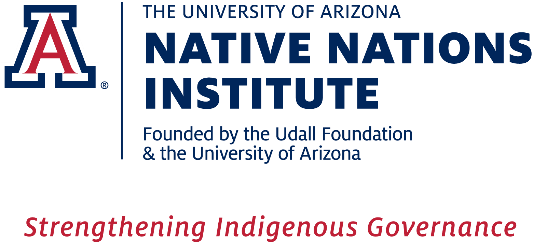 A®
THE UNIVERSITY OF ARIZONA
NATIVE NATIONS
INSTITUTE
Founded by the Udall Foundation
& the University of Arizona
Strengthening Indigenous Governance